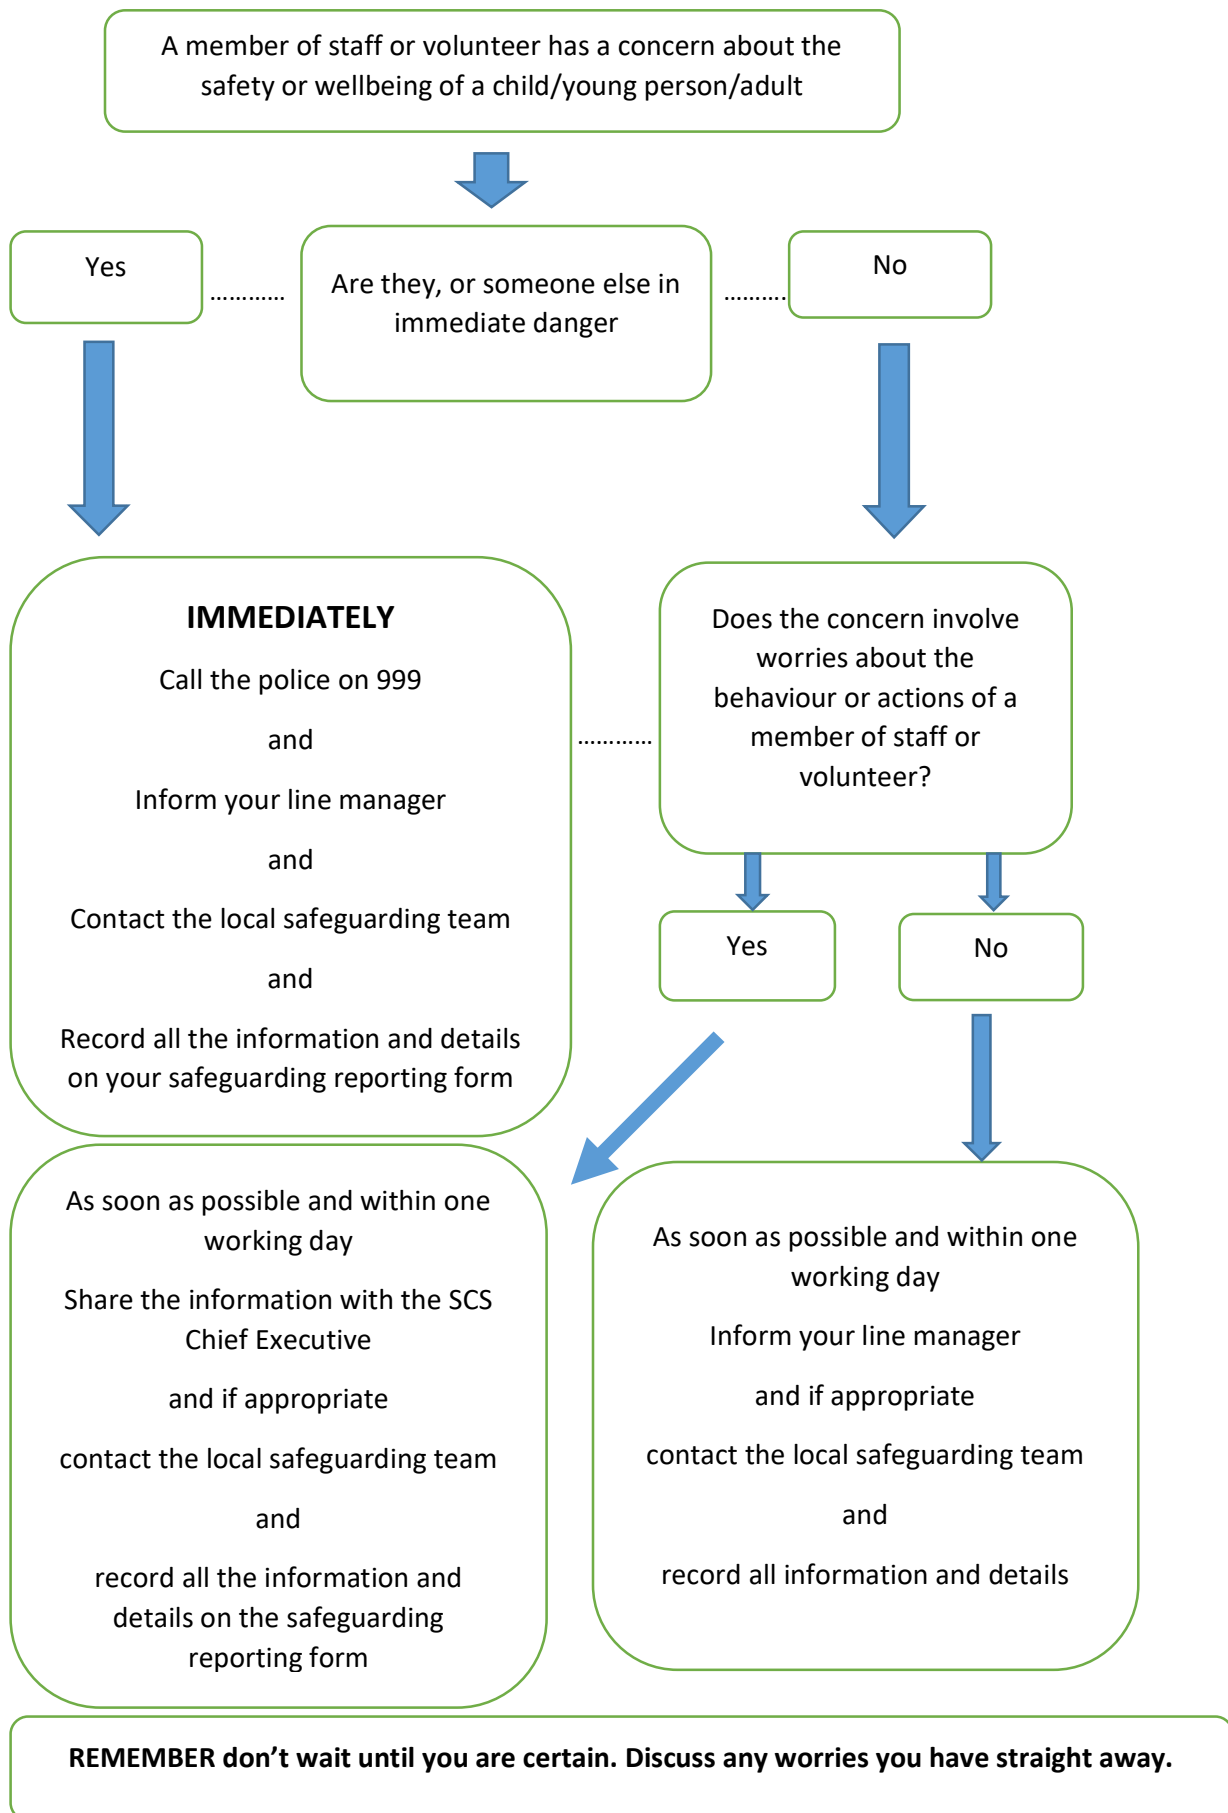 A member of staff or volunteer has a concern about the
safety or wellbeing of a child/young person/adult
Yes
…………
Are they, or someone else in
immediate danger
……….
No
IMMEDIATELY
Call the police on 999
and
Inform your line manager
and
Contact the local safeguarding team
and
Record all the information and details
on your safeguarding reporting form
…………
Does the concern involve
worries about the
behaviour or actions of a
member of staff or
volunteer?
Yes
No
As soon as possible and within one
working day
Share the information with the SCS
Chief Executive
and if appropriate
contact the local safeguarding team
and
record all the information and
details on the safeguarding
reporting form
As soon as possible and within one
working day
Inform your line manager
and if appropriate
contact the local safeguarding team
and
record all information and details
REMEMBER don’t wait until you are certain. Discuss any worries you have straight away.